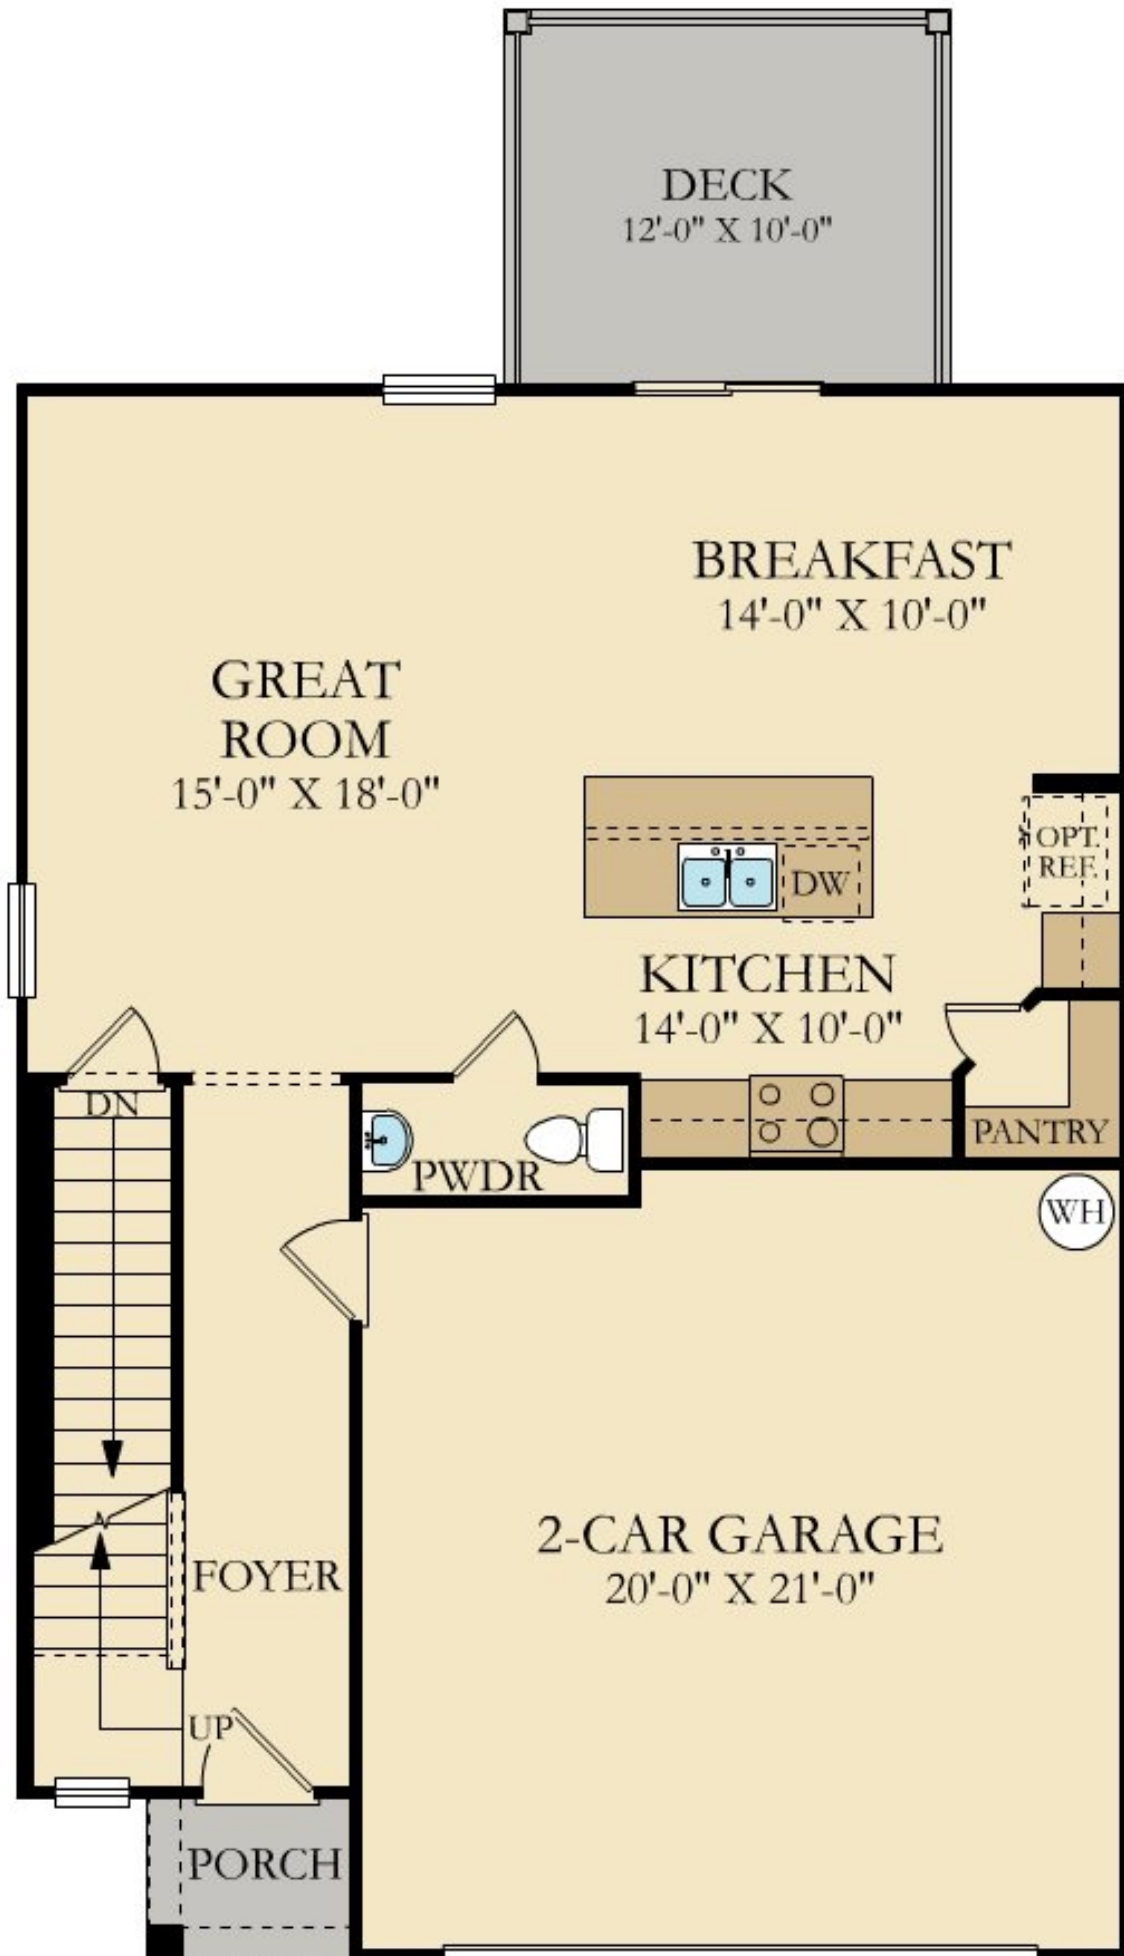 DECK
12'-0" X 10'-0"
BREAKFAST
14'-0" X 10'-0"
GREAT
ROOM
15'-0" X 18'-0"
OPT.
REF.
DW
KITCHEN
14'-0" X 10'-0"
DN
PANTRY
PWDR
WH
2-CAR GARAGE
20'-0" X 21'-0"
FOYER
UP
PORCH